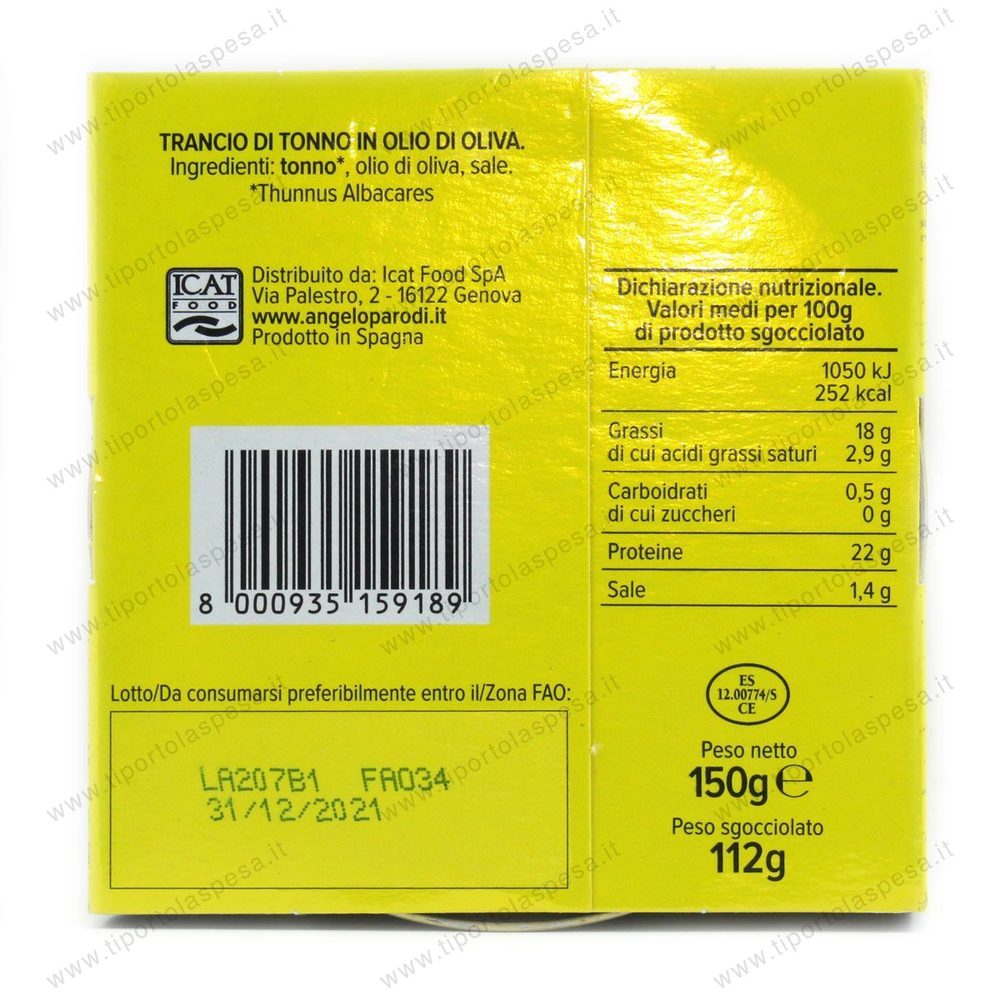 TRANCIO DI TONNO IN OLIO DI OLIVA.
Ingredienti: tonno*, olio di oliva, sale.
*Thunnus Albacares
ICAT
FOOD
Distribuito da: Icat Food SpA
Via Palestro, 2 - 16122 Genova
www.angeloparodi.it
Prodotto in Spagna
8 000935 159189
Lotto/Da consumarsi preferibilmente entro il/Zona FAO:
LA207B1 FAO34
31/12/2021
Dichiarazione nutrizionale.
Valori medi per 100g
di prodotto sgocciolato
Energia 1050 kJ
252 kcal
Grassi 18 g
di cui acidi grassi saturi 2,9 g
Carboidrati 0,5 g
di cui zuccheri 0 g
Proteine 22 g
Sale 1,4 g
ES
12.00774/S
CE
Peso netto
150g ℮
Peso sgocciolato
112g
www.tiportolaspesa.it